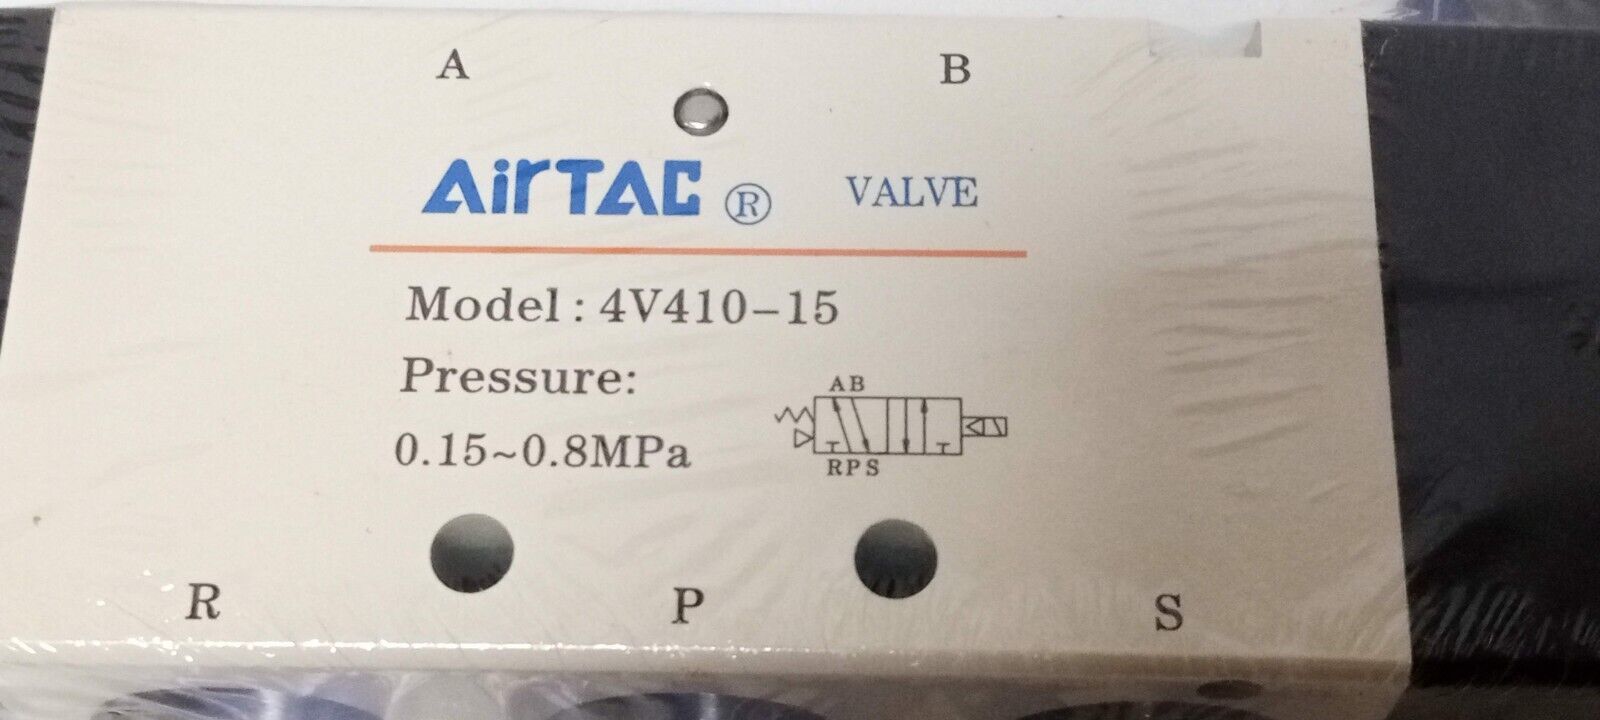 A B
AirTAC ® VALVE
Model: 4V410-15
Pressure:
0.15~0.8MPa
AB
RPS
R P S